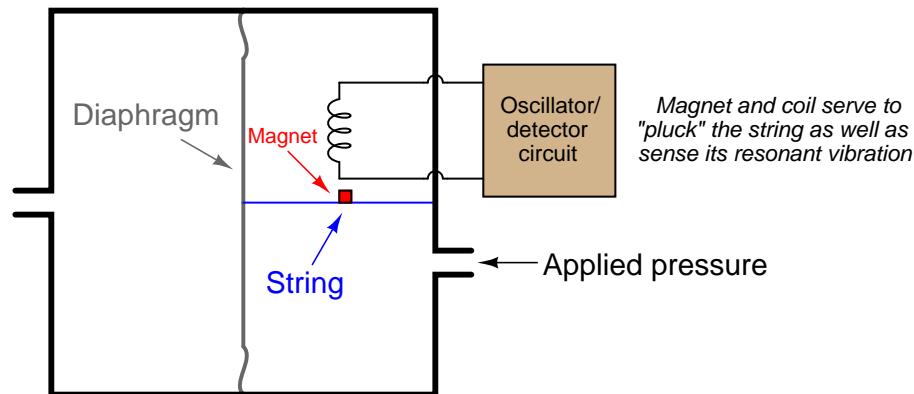 Diaphragm
Magnet
String
Oscillator/
detector
circuit
Magnet and coil serve to
"pluck" the string as well as
sense its resonant vibration
Applied pressure